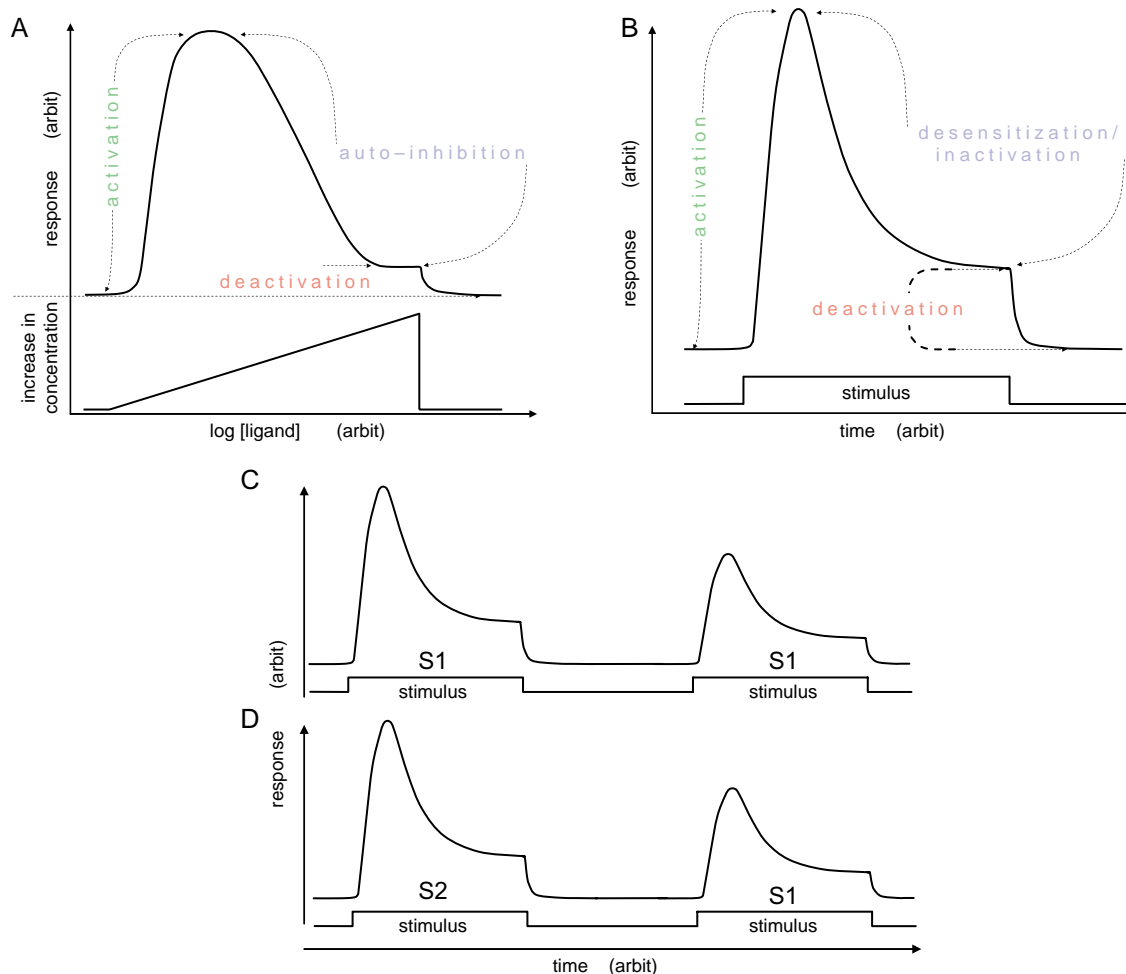 A
response (arbit)
activation
auto–inhibition
deactivation
increase in
concentration
log [ligand] (arbit)
B
response (arbit)
activation
desensitization/
inactivation
deactivation
stimulus
time (arbit)
C
(arbit)
S1
S1
stimulus
stimulus
D
response
S2
S1
stimulus
stimulus
time (arbit)